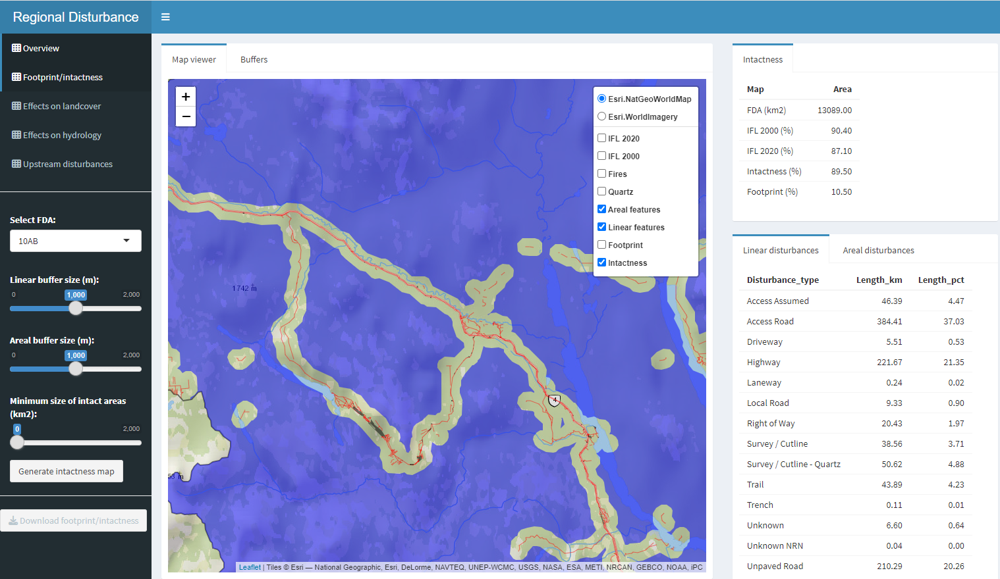 Regional Disturbance
Overview
Footprint/intactness
Effects on landcover
Effects on hydrology
Upstream disturbances
Select FDA:
10AB
Linear buffer size (m):
0 1,000 2,000
Areal buffer size (m):
0 1,000 2,000
Minimum size of intact areas
(km2):
0 2,000
Generate intactness map
Download footprint/intactness
Map viewer Buffers
+
−
Esri.NatGeoWorldMap
Esri.WorldImagery
IFL 2020
IFL 2000
Fires
Quartz
Areal features
Linear features
Footprint
Intactness
1742 m
4
53 m
Leaflet | Tiles © Esri — National Geographic, Esri, DeLorme, NAVTEQ, UNEP-WCMC, USGS, NASA, ESA, METI, NRCAN, GEBCO, NOAA, iPC
Intactness
Map Area
FDA (km2) 13089.00
IFL 2000 (%) 90.40
IFL 2020 (%) 87.10
Intactness (%) 89.50
Footprint (%) 10.50
Linear disturbances Areal disturbances
Disturbance_type Length_km Length_pct
Access Assumed 46.39 4.47
Access Road 384.41 37.03
Driveway 5.51 0.53
Highway 221.67 21.35
Laneway 0.24 0.02
Local Road 9.33 0.90
Right of Way 20.43 1.97
Survey / Cutline 38.56 3.71
Survey / Cutline - Quartz 50.62 4.88
Trail 43.89 4.23
Trench 0.11 0.01
Unknown 6.60 0.64
Unknown NRN 0.04 0.00
Unpaved Road 210.29 20.26